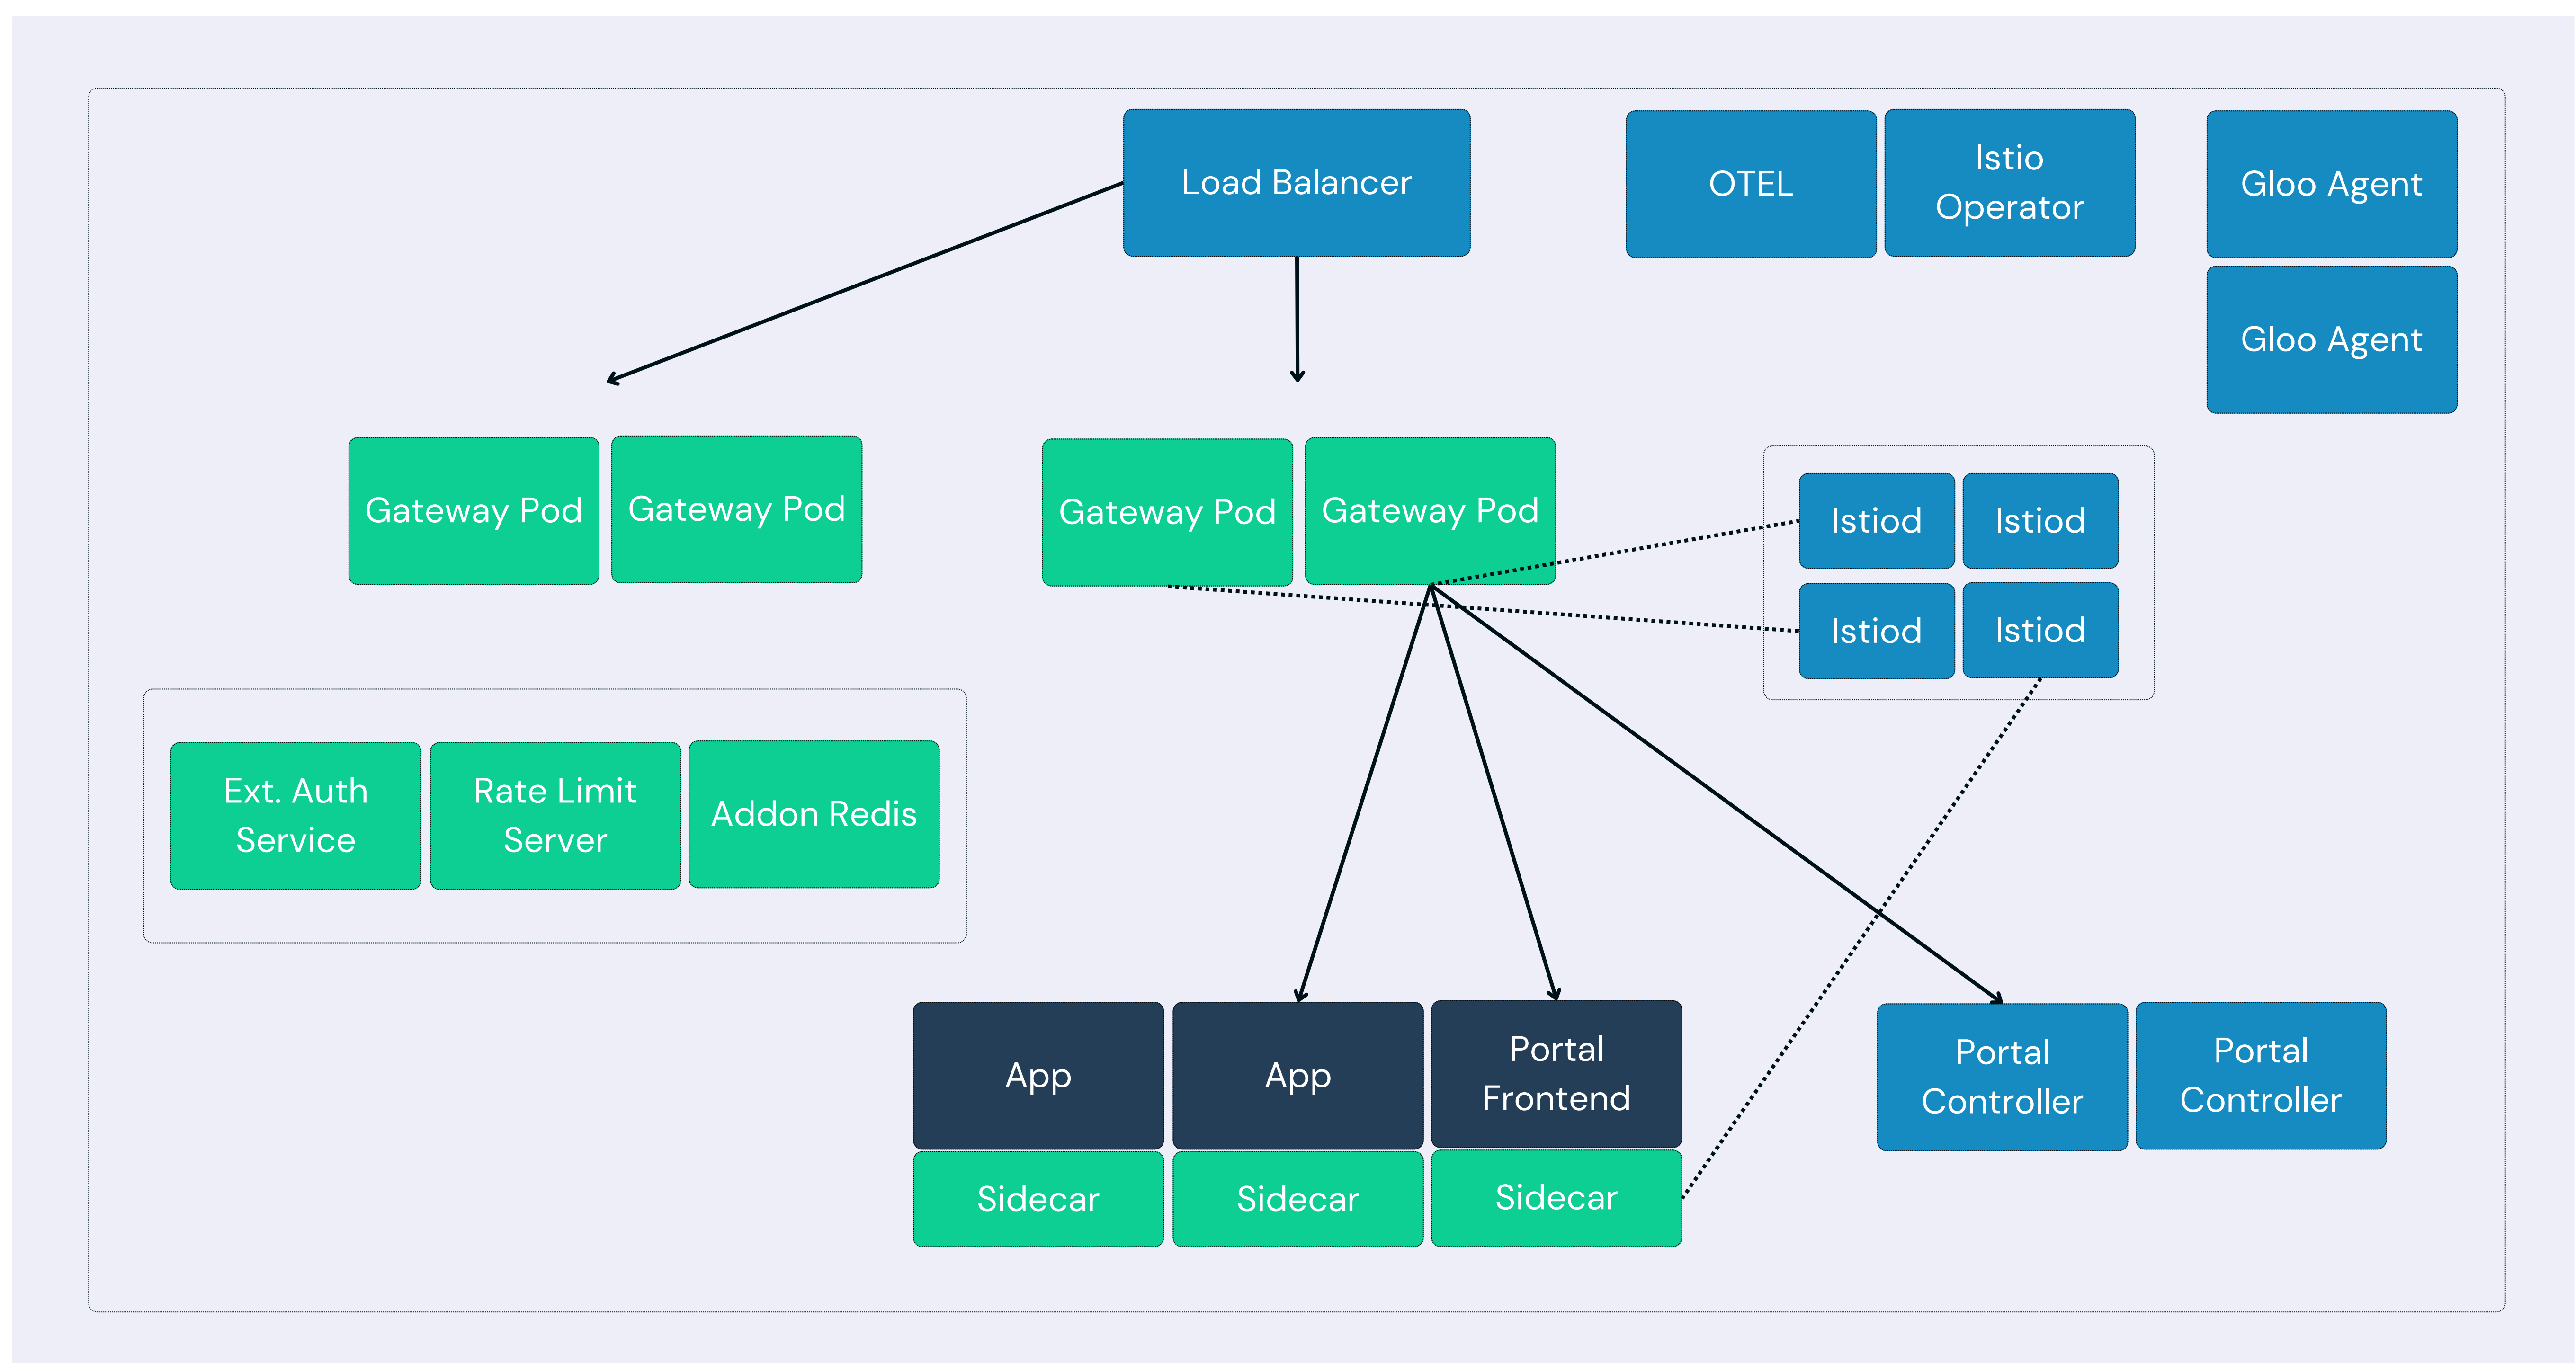 Load Balancer
OTEL
Istio
Operator
Gloo Agent
Gloo Agent
Gateway Pod
Gateway Pod
Gateway Pod
Gateway Pod
Istiod
Istiod
Istiod
Istiod
Ext. Auth
Service
Rate Limit
Server
Addon Redis
App
App
Portal
Frontend
Portal
Controller
Portal
Controller
Sidecar
Sidecar
Sidecar